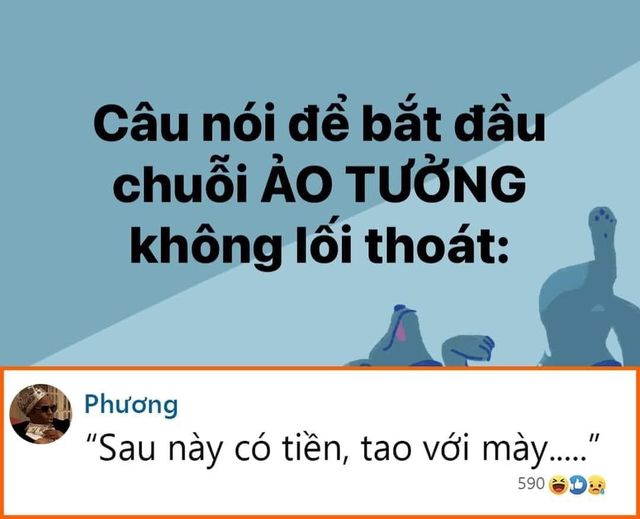 Câu nói để bắt đầu
chuỗi ẢO TƯỞNG
không lối thoát:
Phương
“Sau này có tiền, tao với mày.....”
590